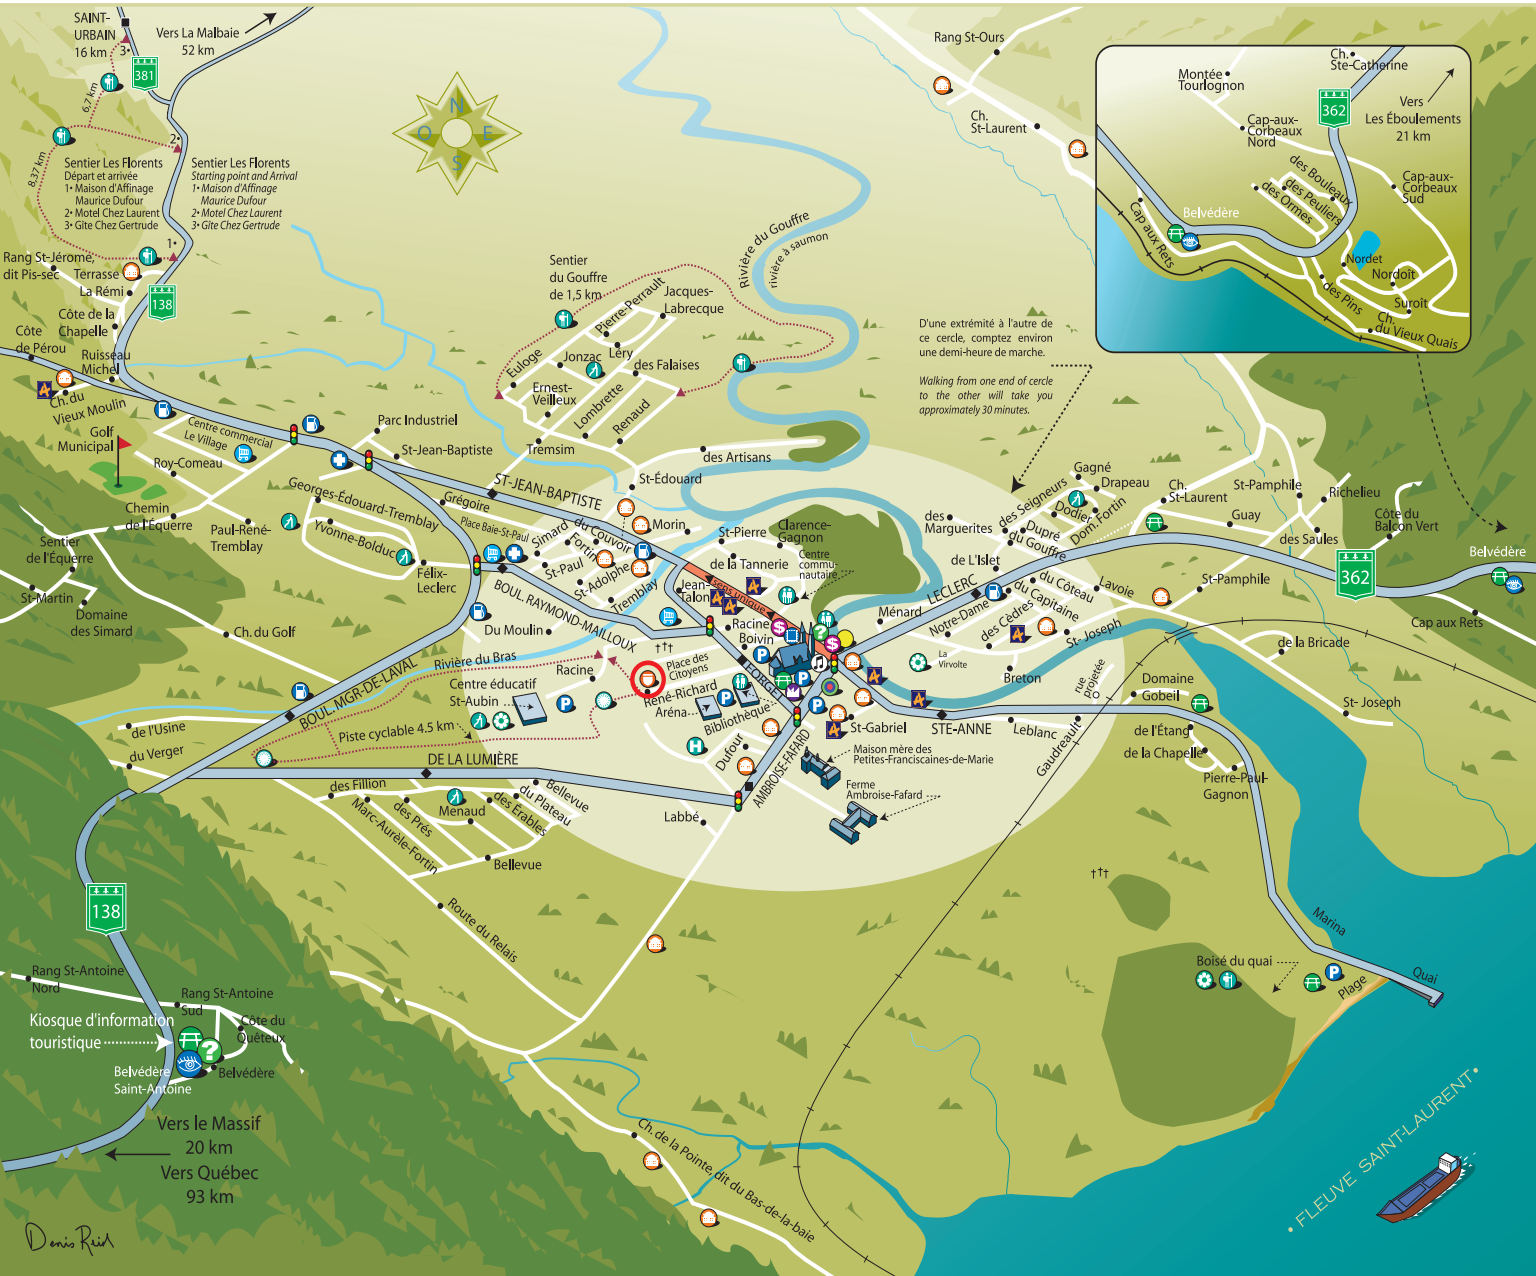 SAINT-
URBAIN
16 km
3•
381
Vers La Malbaie
52 km
6,7 km
8,37 km
2•
Sentier Les Florents
Départ et arrivée
1• Maison d'Affinage
Maurice Dufour
2• Motel Chez Laurent
3• Gîte Chez Gertrude
Sentier Les Florents
Starting point and Arrival
1• Maison d'Affinage
Maurice Dufour
2• Motel Chez Laurent
3• Gîte Chez Gertrude
1•
N
O
E
S
Rang St-Ours
Ch.
St-Laurent
Ch.
Ste-Catherine
Montée
Tourlognon
362
Vers
Les Éboulements
21 km
Cap-aux-
Corbeaux
Nord
des Bouleaux
des Peupliers
des Ormes
Cap-aux-
Corbeaux
Sud
Belvédère
Cap aux Rets
Nordet
Nordoît
Suroît
des Pins
Ch.
du Vieux Quais
Rang St-Jérome,
dit Pis-sec
Terrasse
La Rémi
138
Côte de la
Chapelle
Côte
de Pérou
Ruisseau
Michel
Ch. du
Vieux Moulin
Golf
Municipal
Centre commercial
Le Village
Roy-Comeau
Chemin
de l'Équerre
Sentier
de l'Équerre
St-Martin
Domaine
des Simard
Paul-René-
Tremblay
Ch. du Golf
Parc Industriel
St-Jean-Baptiste
Georges-Édouard-Tremblay
Yvonne-Bolduc
Félix-
Leclerc
Grégoire
Place Baie-St-Paul
ST-JEAN-BAPTISTE
Sentier
du Gouffre
de 1,5 km
Rivière du Gouffre
rivière à saumon
Pierre-Perrault
Jacques-
Labrecque
Euloge
Jonzac
Léry
des Falaises
Ernest-
Veilleux
Lombrette
Renaud
Tremsim
des Artisans
St-Édouard
D'une extrémité à l'autre de
ce cercle, comptez environ
une demi-heure de marche.
Walking from one end of cercle
to the other will take you
approximately 30 minutes.
Simard
Fortin
du Couvoir
St-Paul
St-Adolphe
Tremblay
Morin
St-Pierre
Clarence-
Gagnon
de la Tannerie
Centre
commu-
nautaire
Jean-
Talon
sens unique
Racine
Boivin
BOUL. RAYMOND-MAILLOUX
Du Moulin
†††
P
$
?
$
Place des
Citoyens
FORGET
René-Richard
Aréna
P
Bibliothèque
P
P
Racine
Rivière du Bras
Centre éducatif
St-Aubin
P
BOUL. MGR-DE-LAVAL
Piste cyclable 4.5 km
H
Dufour
AMBROISE-FAFARD
St-Gabriel
Maison mère des
Petites-Franciscaines-de-Marie
Ferme
Ambroise-Fafard
Labbé
de l'Usine
du Verger
DE LA LUMIÈRE
des Fillion
Marc-Aurèle-Fortin
des Prés
Menaud
des Érables
du Plateau
Bellevue
Bellevue
Route du Relais
des
Marguerites
des Seigneurs
Gagné
Drapeau
Dodier
Dom.Fortin
Dupré
du Gouffre
de L'Islet
Ch.
St-Laurent
Guay
St-Pamphile
Richelieu
des Saules
Côte du
Balcon Vert
St-Pamphile
362
Belvédère
Cap aux Rets
LECLERC
Ménard
Notre-Dame
des Cèdres
du Capitaine
du Côteau
Lavoie
St-Joseph
La
Virvolte
Breton
rue
projetée
Domaine
Gobeil
de la Bricade
St-Joseph
STE-ANNE
Leblanc
Gaudreault
de l'Étang
de la Chapelle
Pierre-Paul-
Gagnon
†††
Marina
Boisé du quai
P
Plage
Quai
138
Rang St-Antoine
Nord
Rang St-Antoine
Sud
Kiosque d'information
touristique
Côte du
Quêteux
?
Belvédère
Saint-Antoine
Belvédère
Vers le Massif
20 km
Vers Québec
93 km
Ch. de la Pointe, dit du Bas-de-la-baie
• FLEUVE SAINT-LAURENT •
Denis Reid